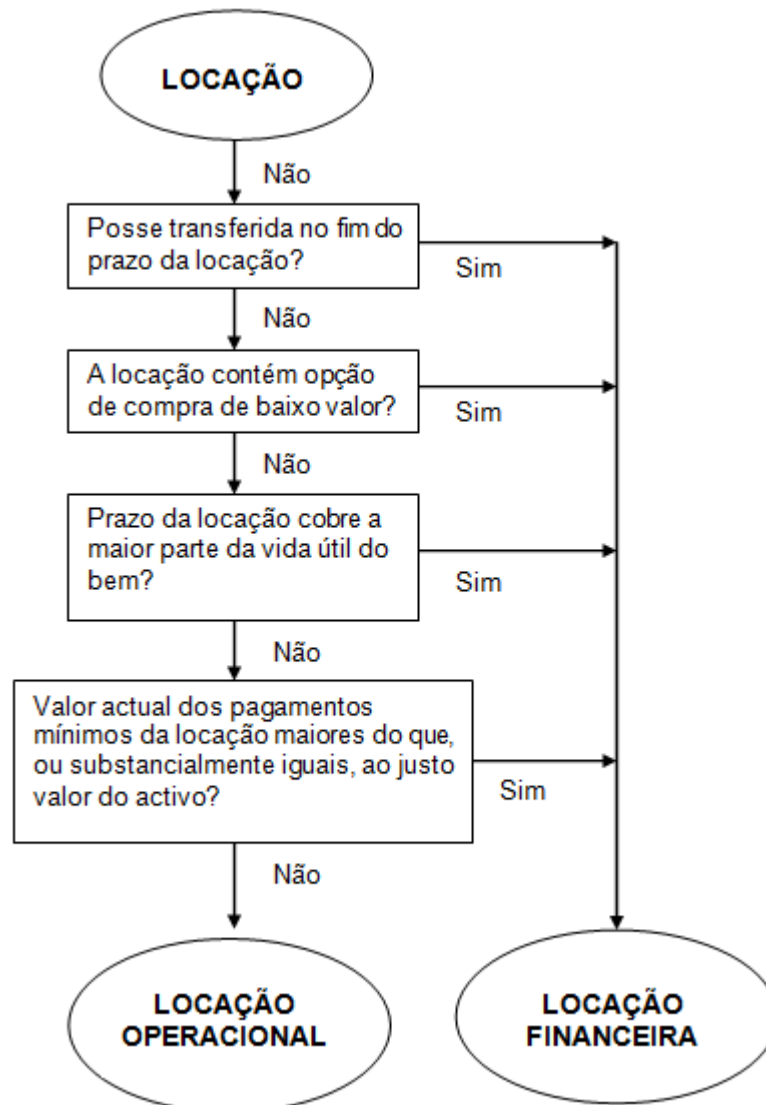 LOCAÇÃO
Não
Posse transferida no fim do
prazo da locação?
Sim
Não
A locação contém opção
de compra de baixo valor?
Sim
Não
Prazo da locação cobre a
maior parte da vida útil do
bem?
Sim
Não
Valor actual dos pagamentos
mínimos da locação maiores do que,
ou substancialmente iguais, ao justo
valor do activo?
Sim
Não
LOCAÇÃO
OPERACIONAL
LOCAÇÃO
FINANCEIRA